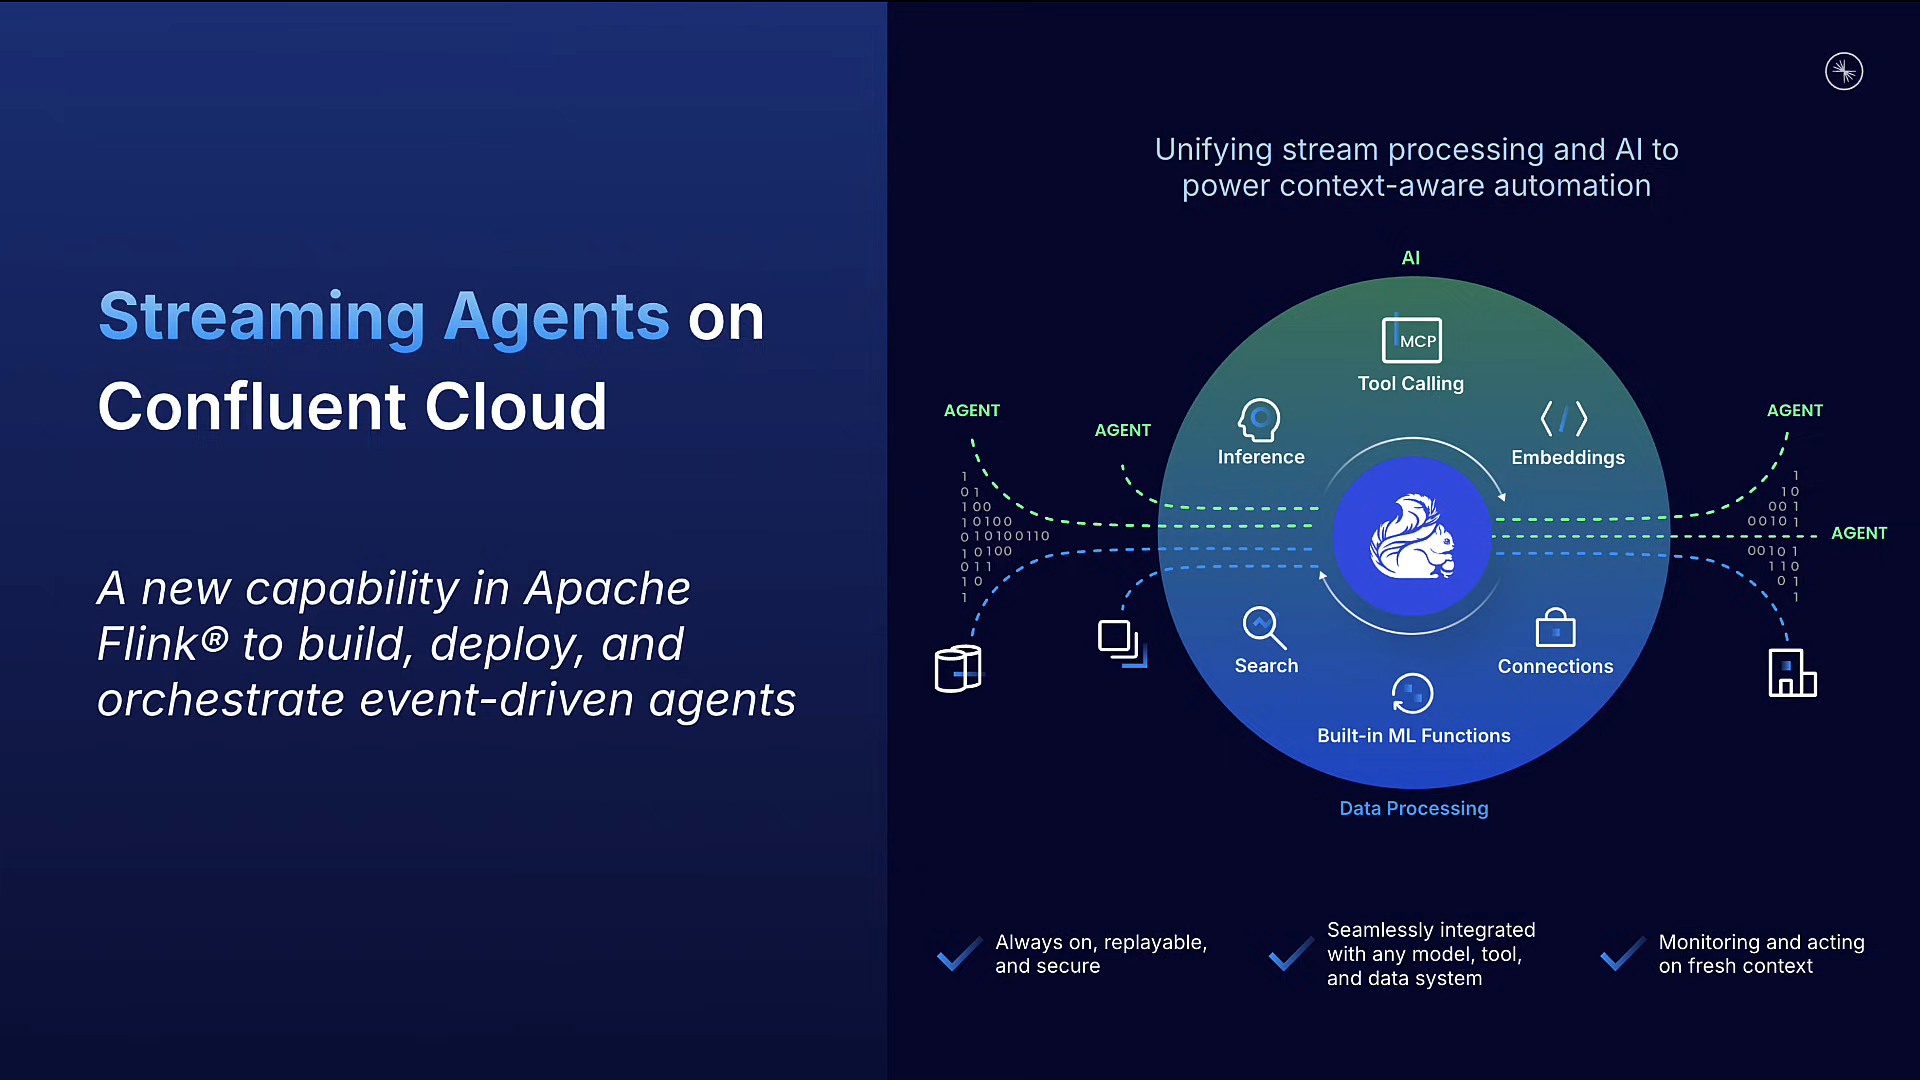 Streaming Agents on
Confluent Cloud
A new capability in Apache
Flink® to build, deploy, and
orchestrate event-driven agents
Unifying stream processing and AI to
power context-aware automation
AI
MCP
Tool Calling
Inference
Embeddings
AGENT
AGENT
AGENT
AGENT
1
01
100
10100
010100110
10100
011
10
1
1
10
001
00101
00101
110
01
1
Search
Connections
Built-in ML Functions
Data Processing
Always on, replayable,
and secure
Seamlessly integrated
with any model, tool,
and data system
Monitoring and acting
on fresh context